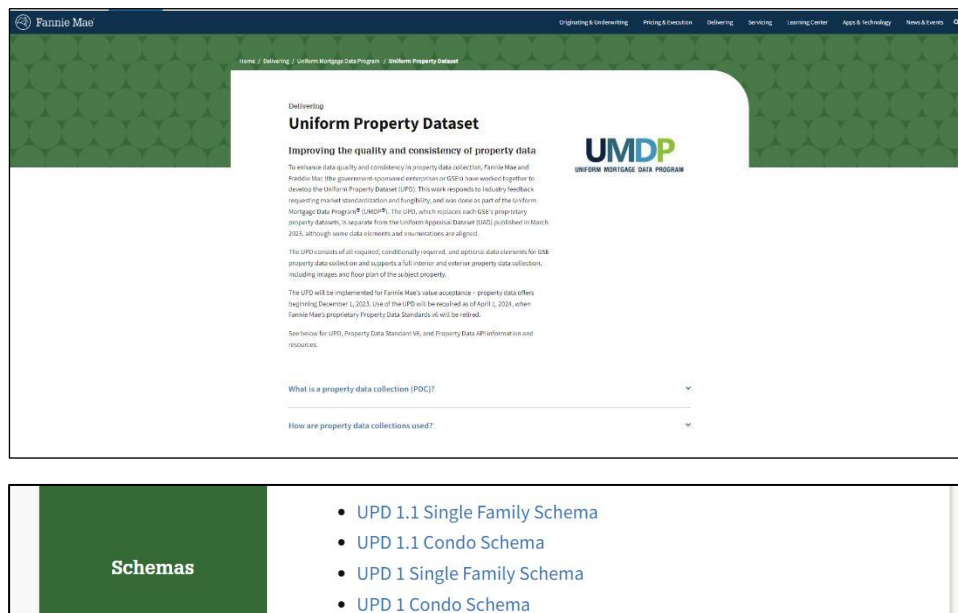 Fannie Mae
Originating & Underwriting Pricing & Execution Delivering Servicing Learning Center Apps & Technology News & Events
Home / Delivering / Uniform Mortgage Data Program / Uniform Property Dataset
Delivering
Uniform Property Dataset
Improving the quality and consistency of property data
UMDP
UNIFORM MORTGAGE DATA PROGRAM
To enhance data quality and consistency in property data collection, Fannie Mae and
Freddie Mac (the government-sponsored enterprises or GSEs) have worked together to
develop the Uniform Property Dataset (UPD). This work responds to industry feedback
requesting market standardization and fungibility, and was done as part of the Uniform
Mortgage Data Program® (UMDP®). The UPD, which replaces each GSE's proprietary
property datasets, is separate from the Uniform Appraisal Dataset (UAD) published in March
2023, although some data elements and enumerations are aligned.
The UPD consists of all required, conditionally required, and optional data elements for GSE
property data collection and supports a full interior and exterior property data collection,
including images and floor plan of the subject property.
The UPD will be implemented for Fannie Mae's value acceptance + property data offers
beginning December 1, 2023. Use of the UPD will be required as of April 1, 2024, when
Fannie Mae's proprietary Property Data Standards v6 will be retired.
See below for UPD, Property Data Standard V6, and Property Data API information and
resources.
What is a property data collection (PDC)?
How are property data collections used?
Schemas
• UPD 1.1 Single Family Schema
• UPD 1.1 Condo Schema
• UPD 1 Single Family Schema
• UPD 1 Condo Schema